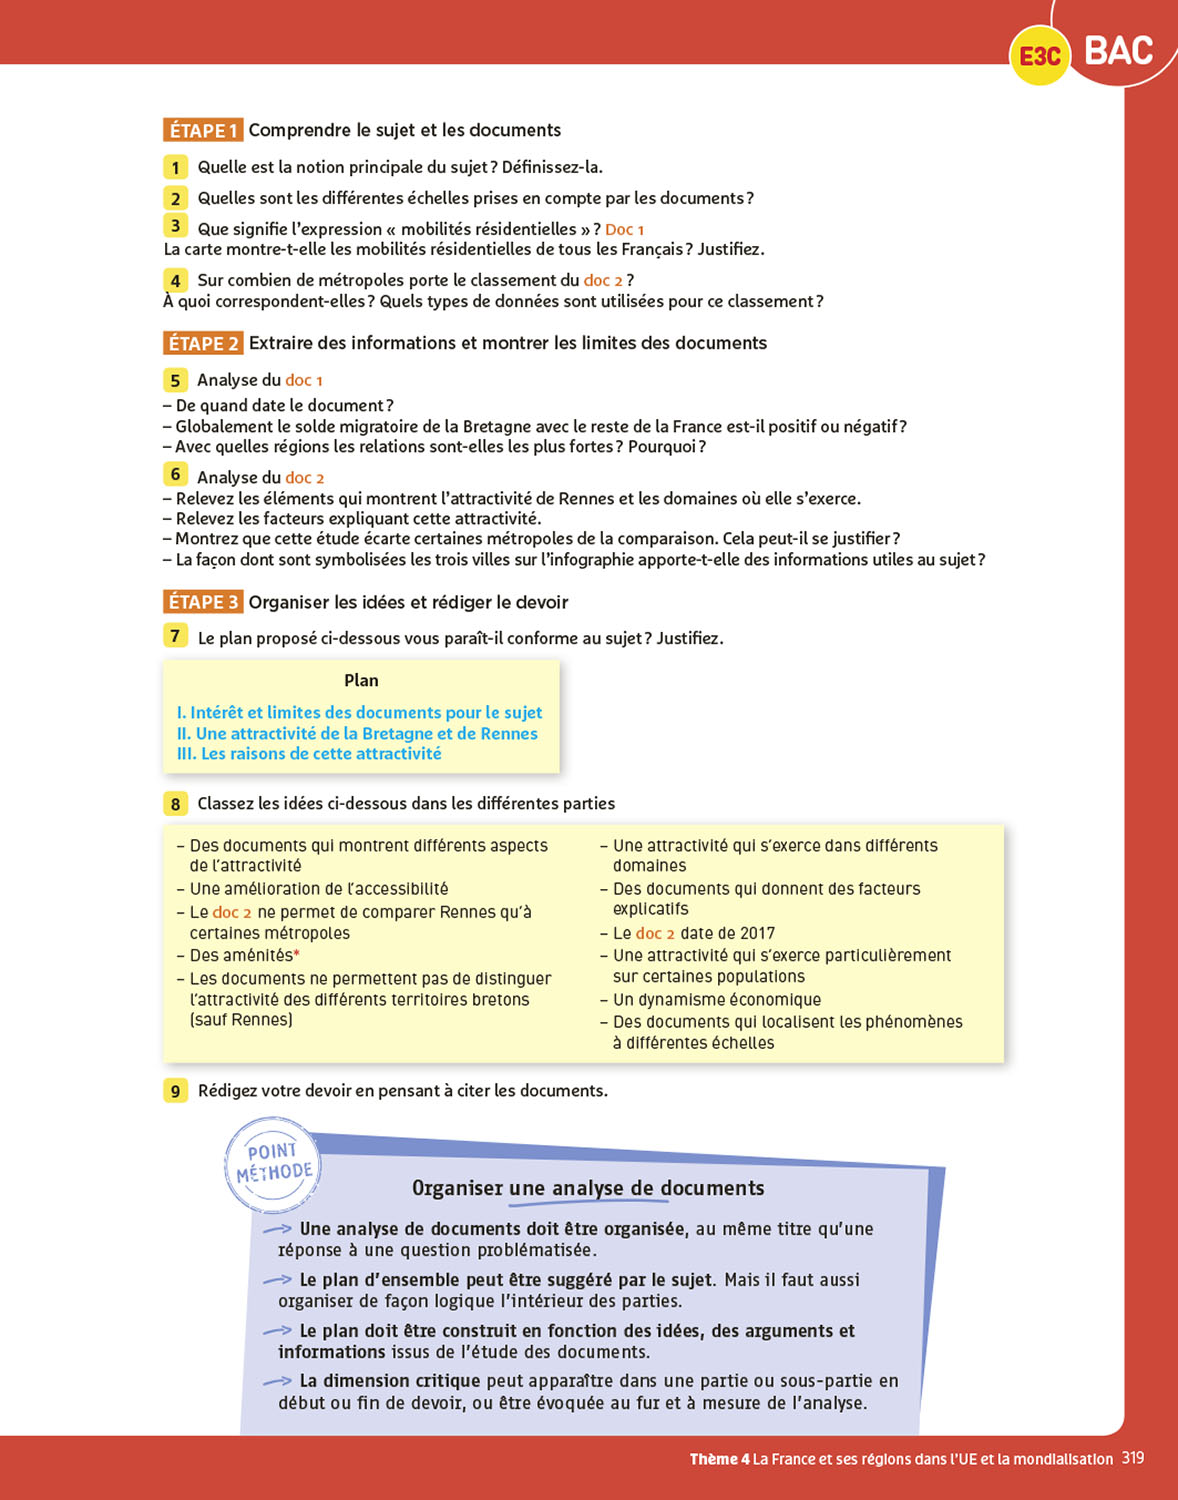 E3C BAC
ÉTAPE 1 Comprendre le sujet et les documents
1 Quelle est la notion principale du sujet ? Définissez-la.
2 Quelles sont les différentes échelles prises en compte par les documents ?
3 Que signifie l'expression « mobilités résidentielles » ? Doc 1
La carte montre-t-elle les mobilités résidentielles de tous les Français ? Justifiez.
4 Sur combien de métropoles porte le classement du doc 2 ?
À quoi correspondent-elles ? Quels types de données sont utilisées pour ce classement ?
ÉTAPE 2 Extraire des informations et montrer les limites des documents
5 Analyse du doc 1
– De quand date le document ?
– Globalement le solde migratoire de la Bretagne avec le reste de la France est-il positif ou négatif ?
– Avec quelles régions les relations sont-elles les plus fortes ? Pourquoi ?
6 Analyse du doc 2
– Relevez les éléments qui montrent l'attractivité de Rennes et les domaines où elle s'exerce.
– Relevez les facteurs expliquant cette attractivité.
– Montrez que cette étude écarte certaines métropoles de la comparaison. Cela peut-il se justifier ?
– La façon dont sont symbolisées les trois villes sur l'infographie apporte-t-elle des informations utiles au sujet ?
ÉTAPE 3 Organiser les idées et rédiger le devoir
7 Le plan proposé ci-dessous vous paraît-il conforme au sujet ? Justifiez.
Plan
I. Intérêt et limites des documents pour le sujet
II. Une attractivité de la Bretagne et de Rennes
III. Les raisons de cette attractivité
8 Classez les idées ci-dessous dans les différentes parties
– Des documents qui montrent différents aspects
de l'attractivité
– Une amélioration de l'accessibilité
– Le doc 2 ne permet de comparer Rennes qu'à
certaines métropoles
– Des aménités*
– Les documents ne permettent pas de distinguer
l'attractivité des différents territoires bretons
(sauf Rennes)
– Une attractivité qui s'exerce dans différents
domaines
– Des documents qui donnent des facteurs
explicatifs
– Le doc 2 date de 2017
– Une attractivité qui s'exerce particulièrement
sur certaines populations
– Un dynamisme économique
– Des documents qui localisent les phénomènes
à différentes échelles
9 Rédigez votre devoir en pensant à citer les documents.
POINT
MÉTHODE
Organiser une analyse de documents
Une analyse de documents doit être organisée, au même titre qu'une
réponse à une question problématisée.
Le plan d'ensemble peut être suggéré par le sujet. Mais il faut aussi
organiser de façon logique l'intérieur des parties.
Le plan doit être construit en fonction des idées, des arguments et
informations issus de l'étude des documents.
La dimension critique peut apparaître dans une partie ou sous-partie en
début ou fin de devoir, ou être évoquée au fur et à mesure de l'analyse.
Thème 4 La France et ses régions dans l'UE et la mondialisation 319